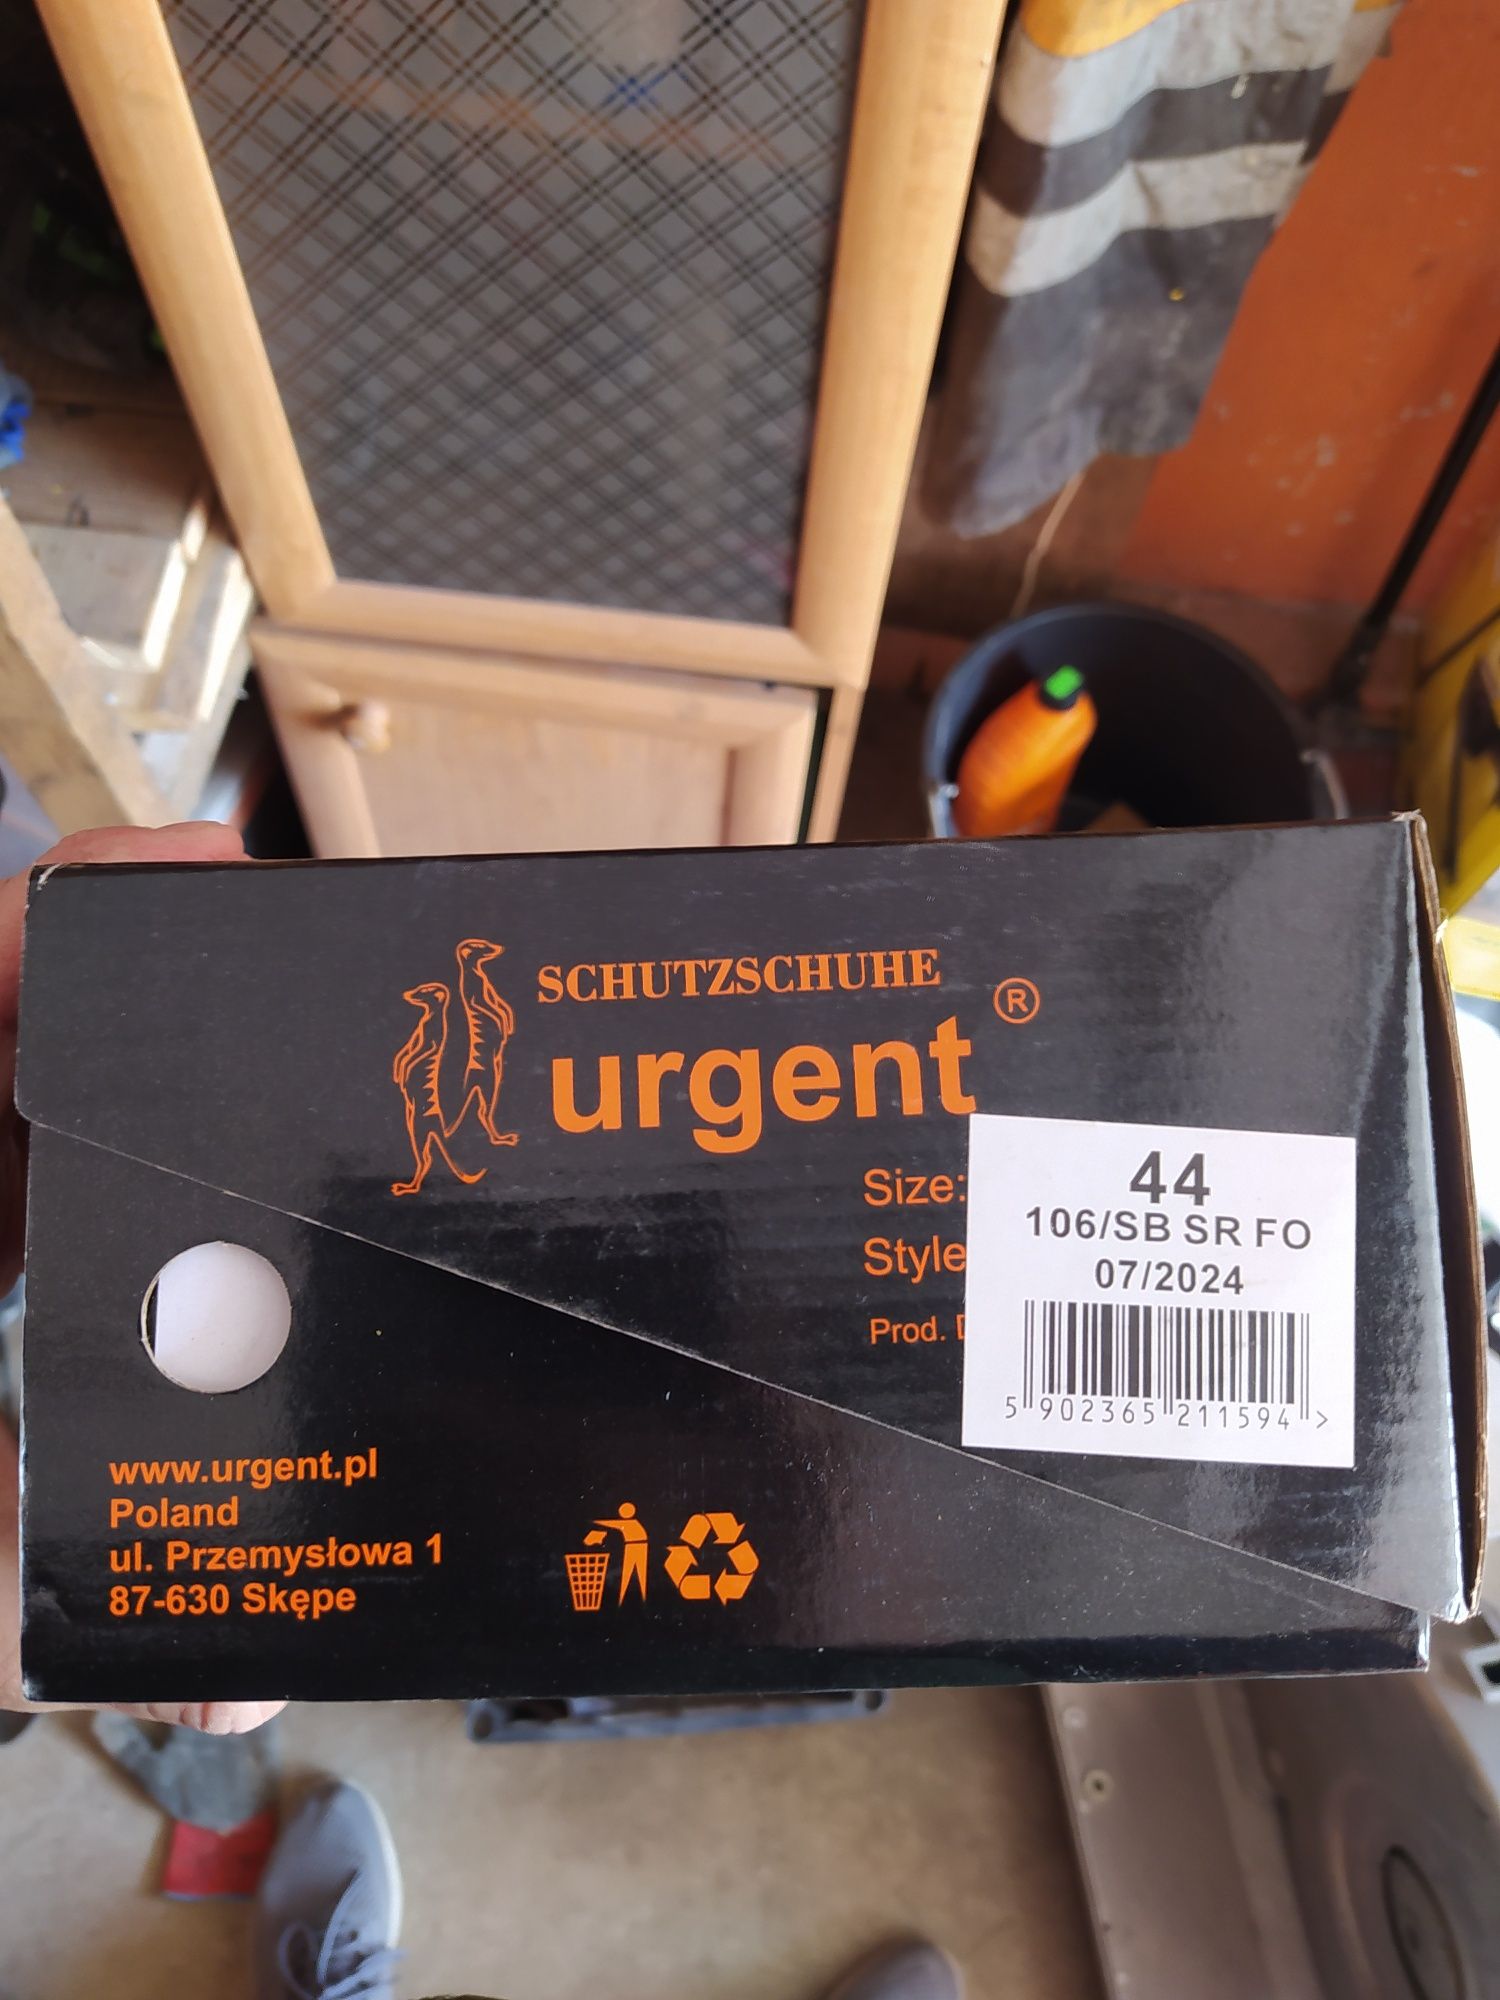 SCHUTZSCHUHE
urgent ®
Size:
44
106/SB SR FO
Style
07/2024
Prod.
5 902365 211594 >
www.urgent.pl
Poland
ul. Przemysłowa 1
87-630 Skępe